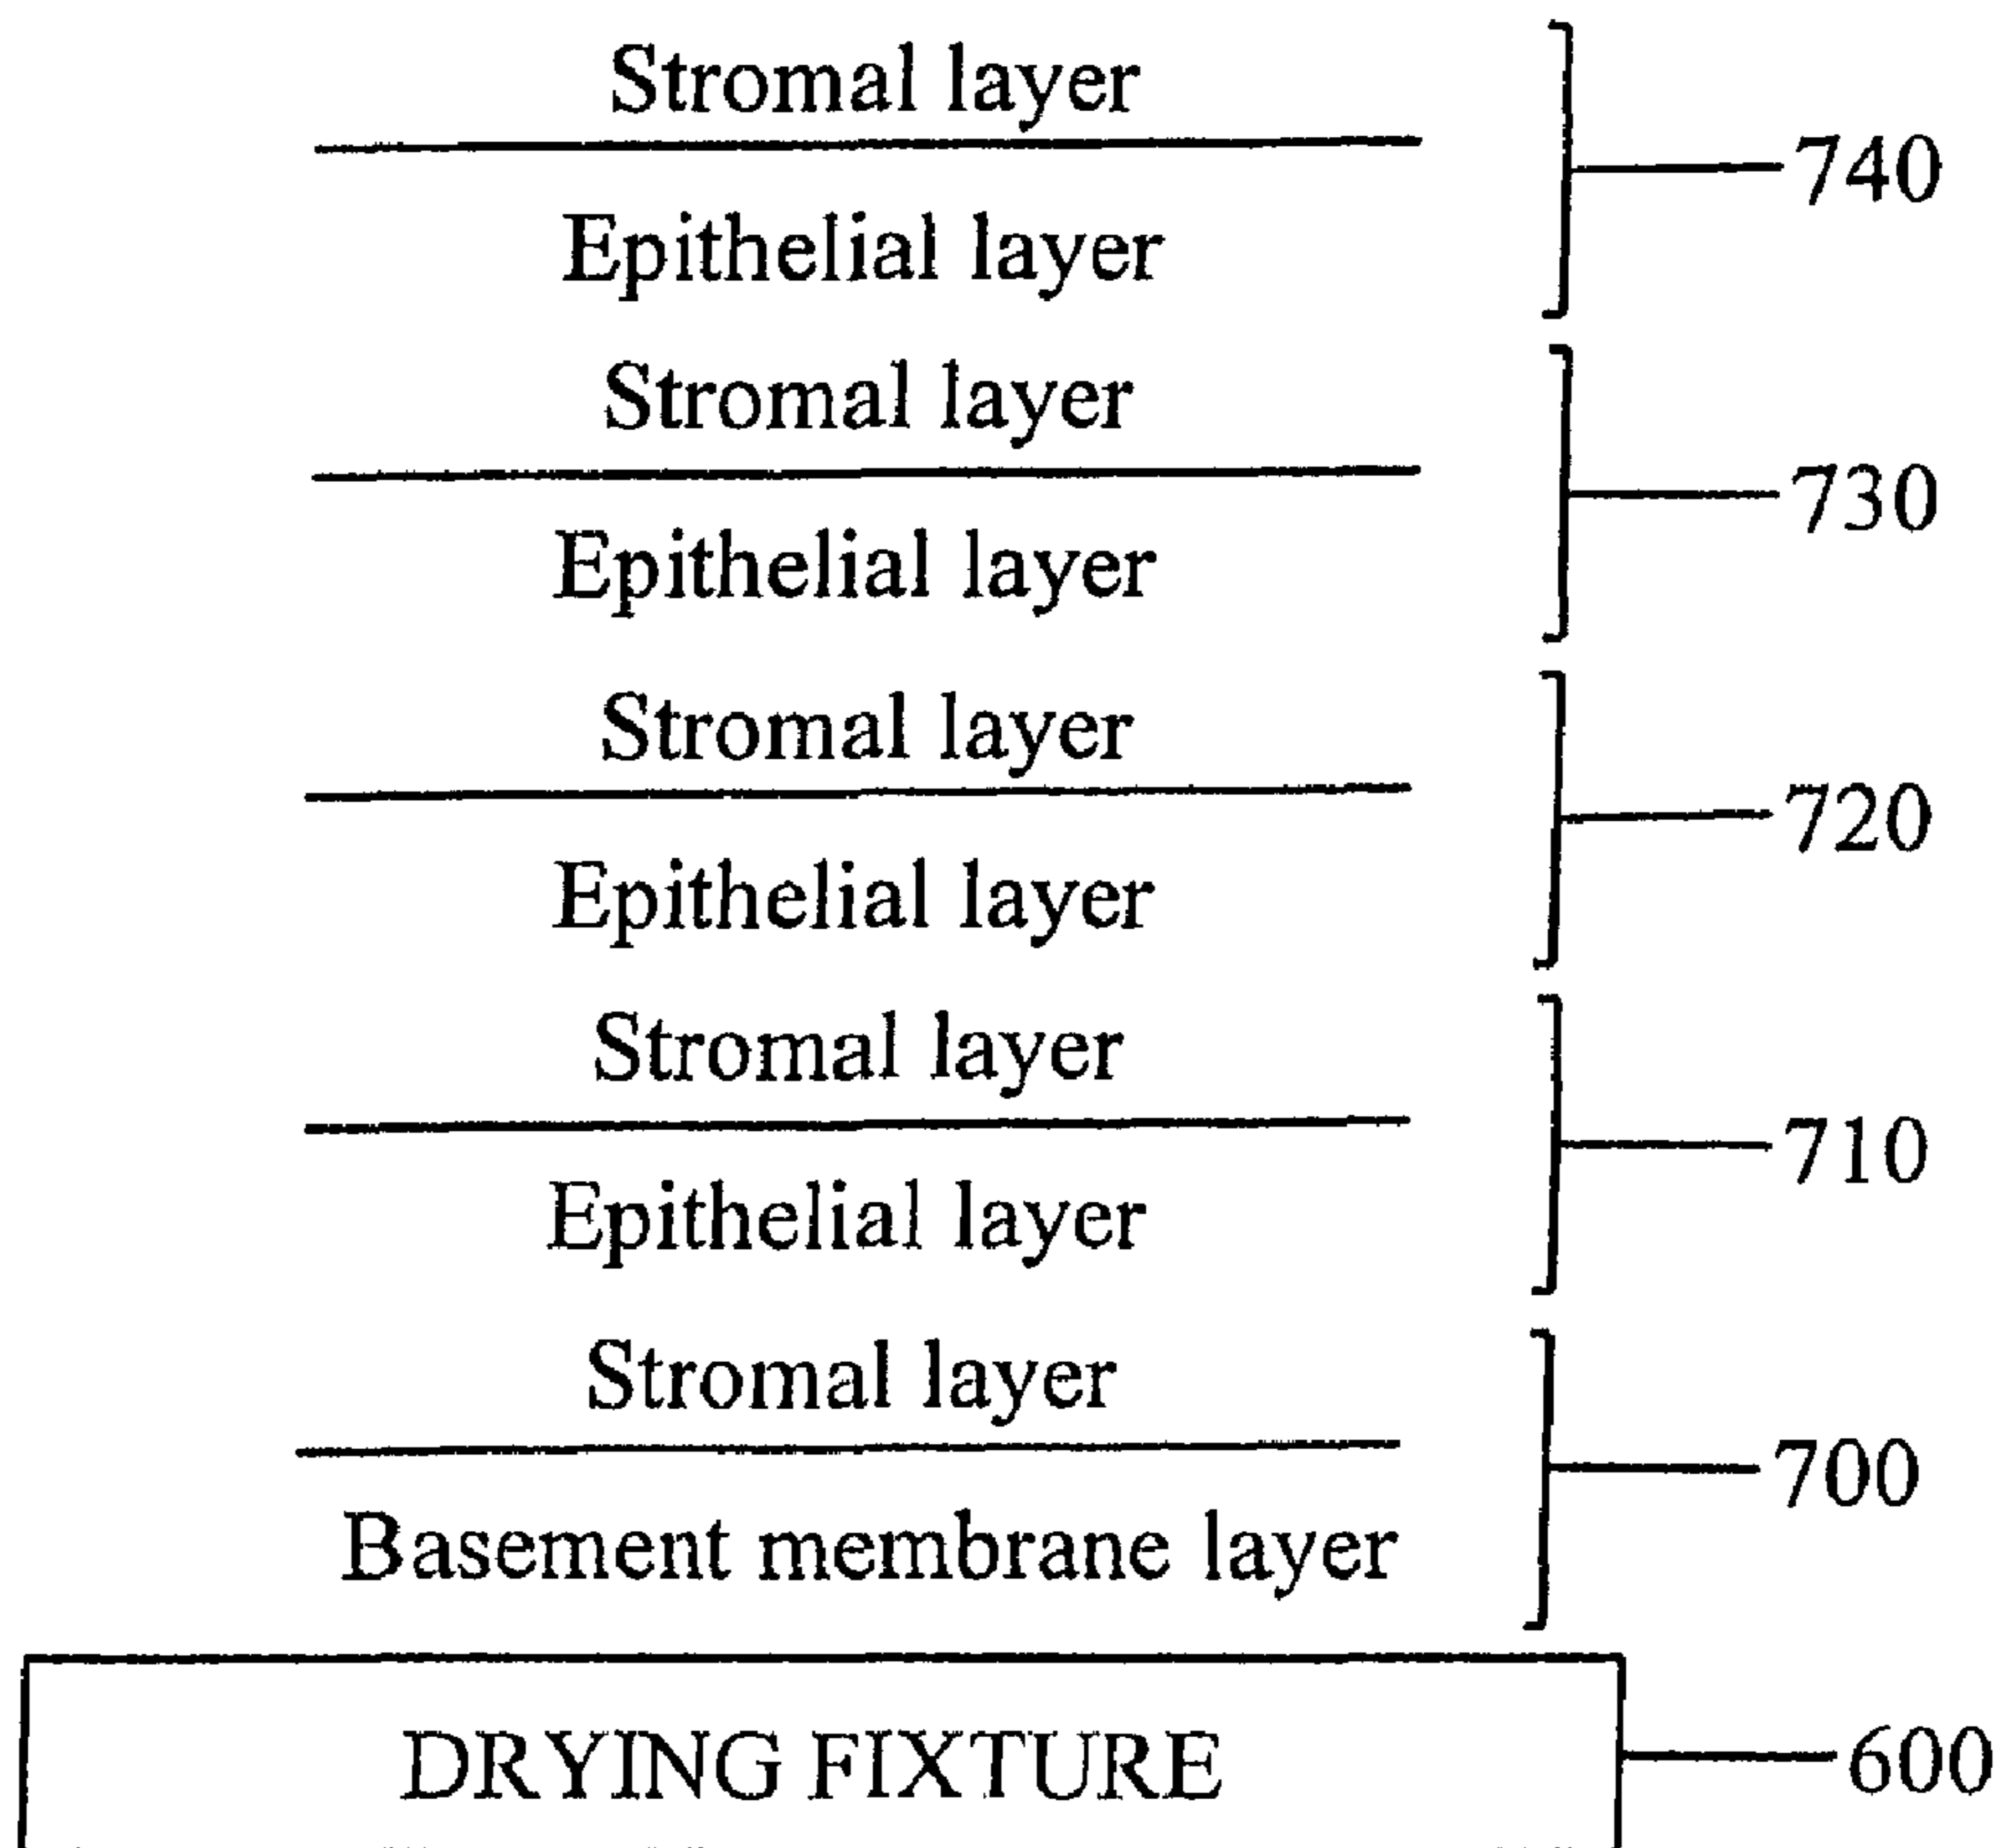 Stromal layer
740
Epithelial layer
Stromal layer
730
Epithelial layer
Stromal layer
720
Epithelial layer
Stromal layer
710
Epithelial layer
Stromal layer
700
Basement membrane layer
DRYING FIXTURE
600